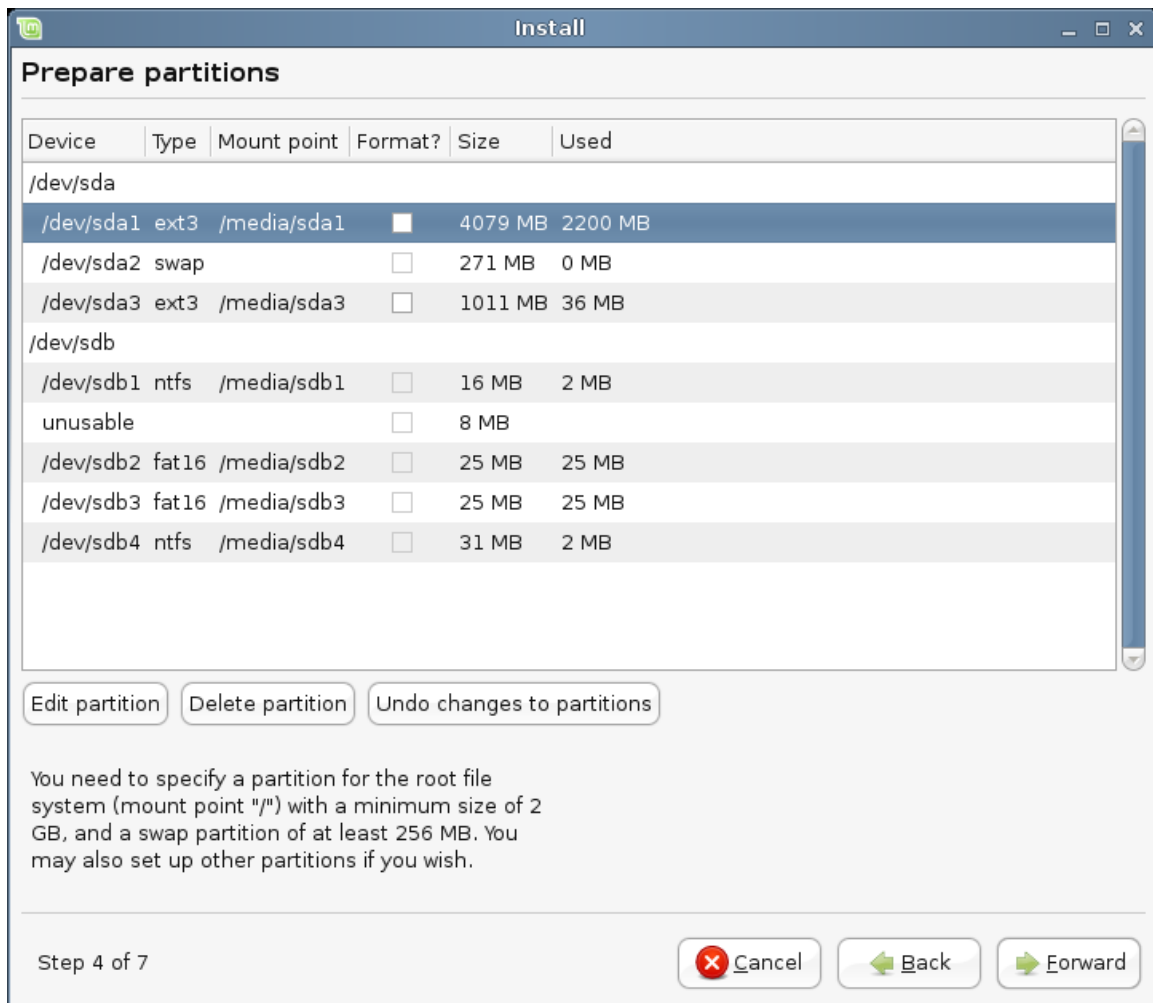 Install
Prepare partitions
Device Type Mount point Format? Size Used
/dev/sda
/dev/sda1 ext3 /media/sda1 4079 MB 2200 MB
/dev/sda2 swap 271 MB 0 MB
/dev/sda3 ext3 /media/sda3 1011 MB 36 MB
/dev/sdb
/dev/sdb1 ntfs /media/sdb1 16 MB 2 MB
unusable 8 MB
/dev/sdb2 fat16 /media/sdb2 25 MB 25 MB
/dev/sdb3 fat16 /media/sdb3 25 MB 25 MB
/dev/sdb4 ntfs /media/sdb4 31 MB 2 MB
Edit partition Delete partition Undo changes to partitions
You need to specify a partition for the root file
system (mount point "/") with a minimum size of 2
GB, and a swap partition of at least 256 MB. You
may also set up other partitions if you wish.
Step 4 of 7 Cancel Back Forward